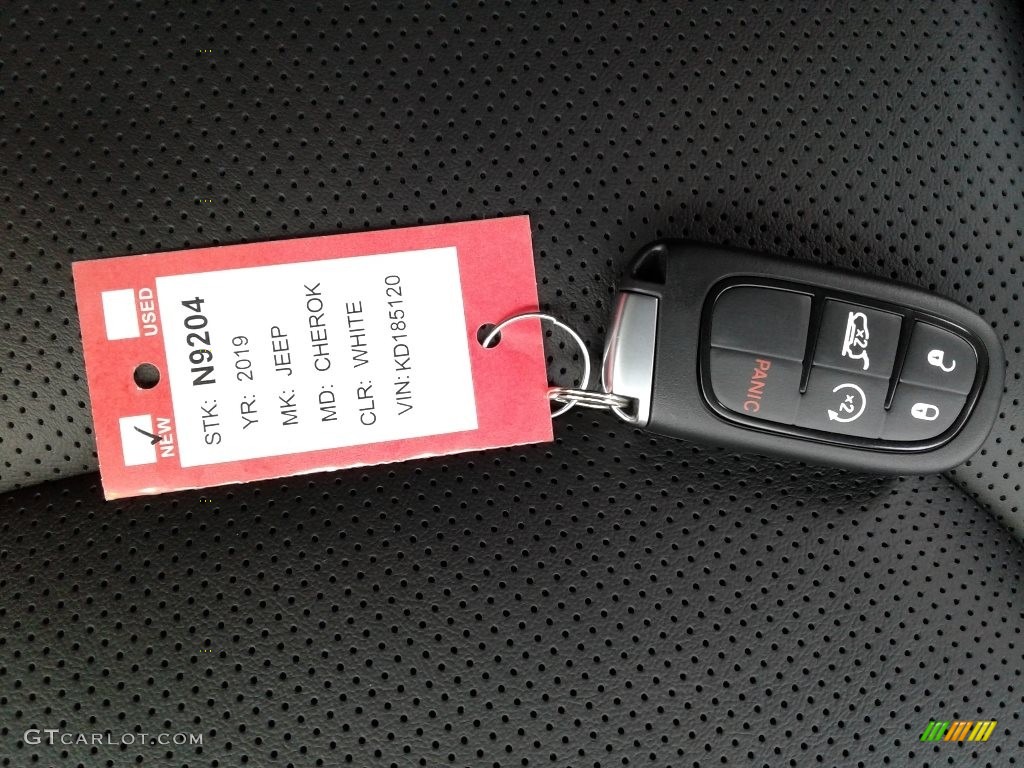 USED
NEW
STK: N9204
YR: 2019
MK: JEEP
MD: CHEROK
CLR: WHITE
VIN: KD185120
x2
x2
PANIC
GTCARLOT.COM